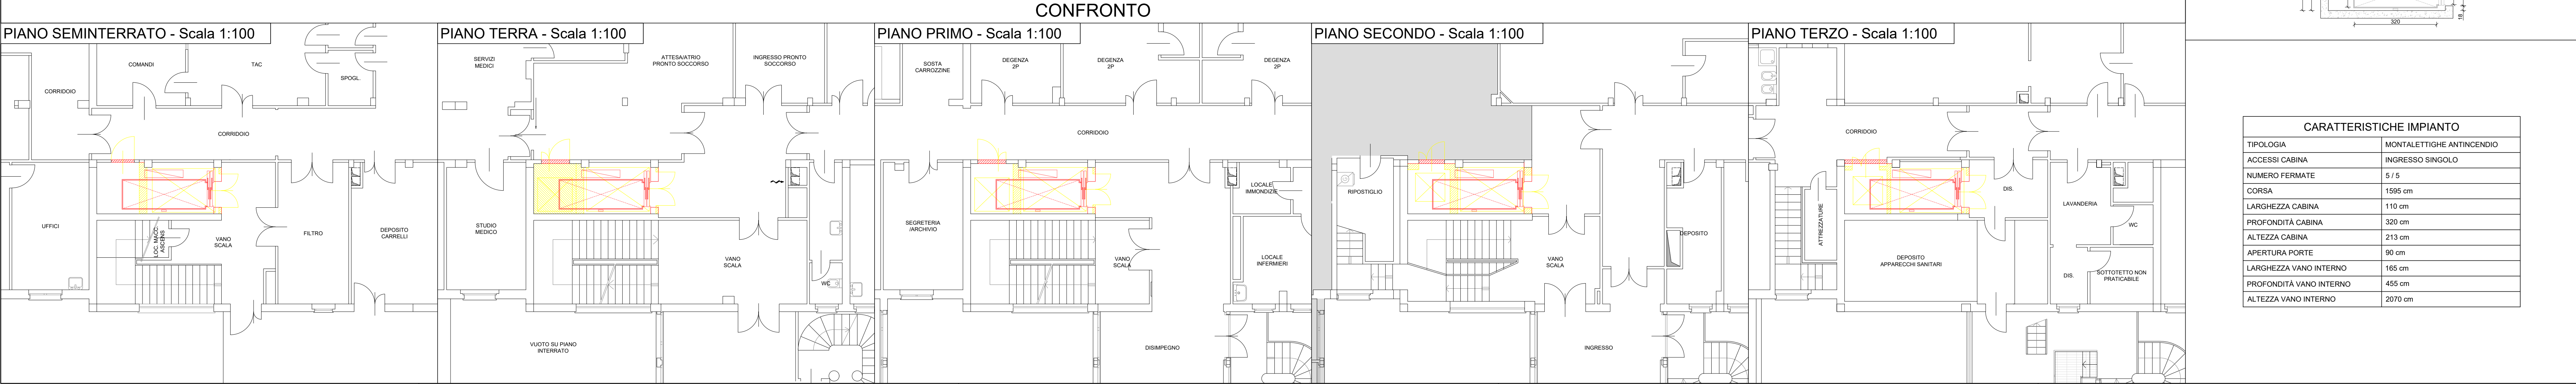 CONFRONTO
320
18
PIANO SEMINTERRATO - Scala 1:100
COMANDI
TAC
SPOGL.
CORRIDOIO
CORRIDOIO
UFFICI
LOC. MACC.
ASCENS
VANO
SCALA
FILTRO
DEPOSITO
CARRELLI
PIANO TERRA - Scala 1:100
SERVIZI
MEDICI
ATTESA/ATRIO
PRONTO SOCCORSO
INGRESSO PRONTO
SOCCORSO
STUDIO
MEDICO
VANO
SCALA
WC
VUOTO SU PIANO
INTERRATO
PIANO PRIMO - Scala 1:100
SOSTA
CARROZZINE
DEGENZA
2P
DEGENZA
2P
DEGENZA
2P
CORRIDOIO
LOCALE
IMMONDIZIE
SEGRETERIA
/ARCHIVIO
VANO
SCALA
LOCALE
INFERMIERI
DISIMPEGNO
PIANO SECONDO - Scala 1:100
RIPOSTIGLIO
DEPOSITO
VANO
SCALA
INGRESSO
PIANO TERZO - Scala 1:100
CORRIDOIO
DIS.
LAVANDERIA
ATTREZZATURE
WC
DEPOSITO
APPARECCHI SANITARI
DIS.
SOTTOTETTO NON
PRATICABILE
CARATTERISTICHE IMPIANTO
TIPOLOGIA MONTALETTIGHE ANTINCENDIO
ACCESSI CABINA INGRESSO SINGOLO
NUMERO FERMATE 5 / 5
CORSA 1595 cm
LARGHEZZA CABINA 110 cm
PROFONDITÀ CABINA 320 cm
ALTEZZA CABINA 213 cm
APERTURA PORTE 90 cm
LARGHEZZA VANO INTERNO 165 cm
PROFONDITÀ VANO INTERNO 455 cm
ALTEZZA VANO INTERNO 2070 cm